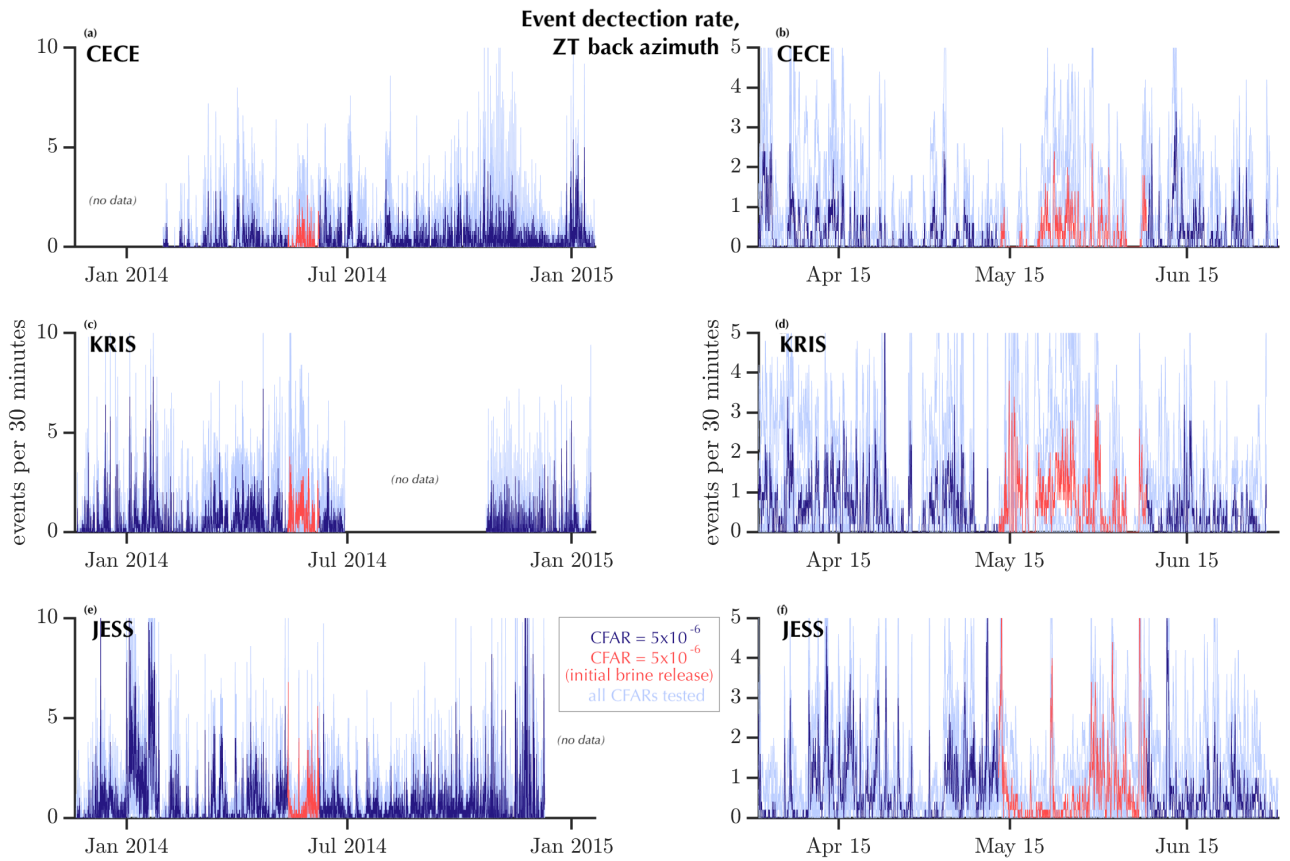 Event dectection rate,
ZT back azimuth
(a)
CECE
10
5
0
(no data)
Jan 2014
Jul 2014
Jan 2015
(b)
CECE
5
4
3
2
1
0
Apr 15
May 15
Jun 15
events per 30 minutes
(c)
KRIS
10
5
0
(no data)
Jan 2014
Jul 2014
Jan 2015
events per 30 minutes
(d)
KRIS
5
4
3
2
1
0
Apr 15
May 15
Jun 15
(e)
JESS
10
5
0
(no data)
Jan 2014
Jul 2014
Jan 2015
CFAR = 5x10 -6
CFAR = 5x10 -6
(initial brine release)
all CFARs tested
(f)
JESS
5
4
3
2
1
0
Apr 15
May 15
Jun 15